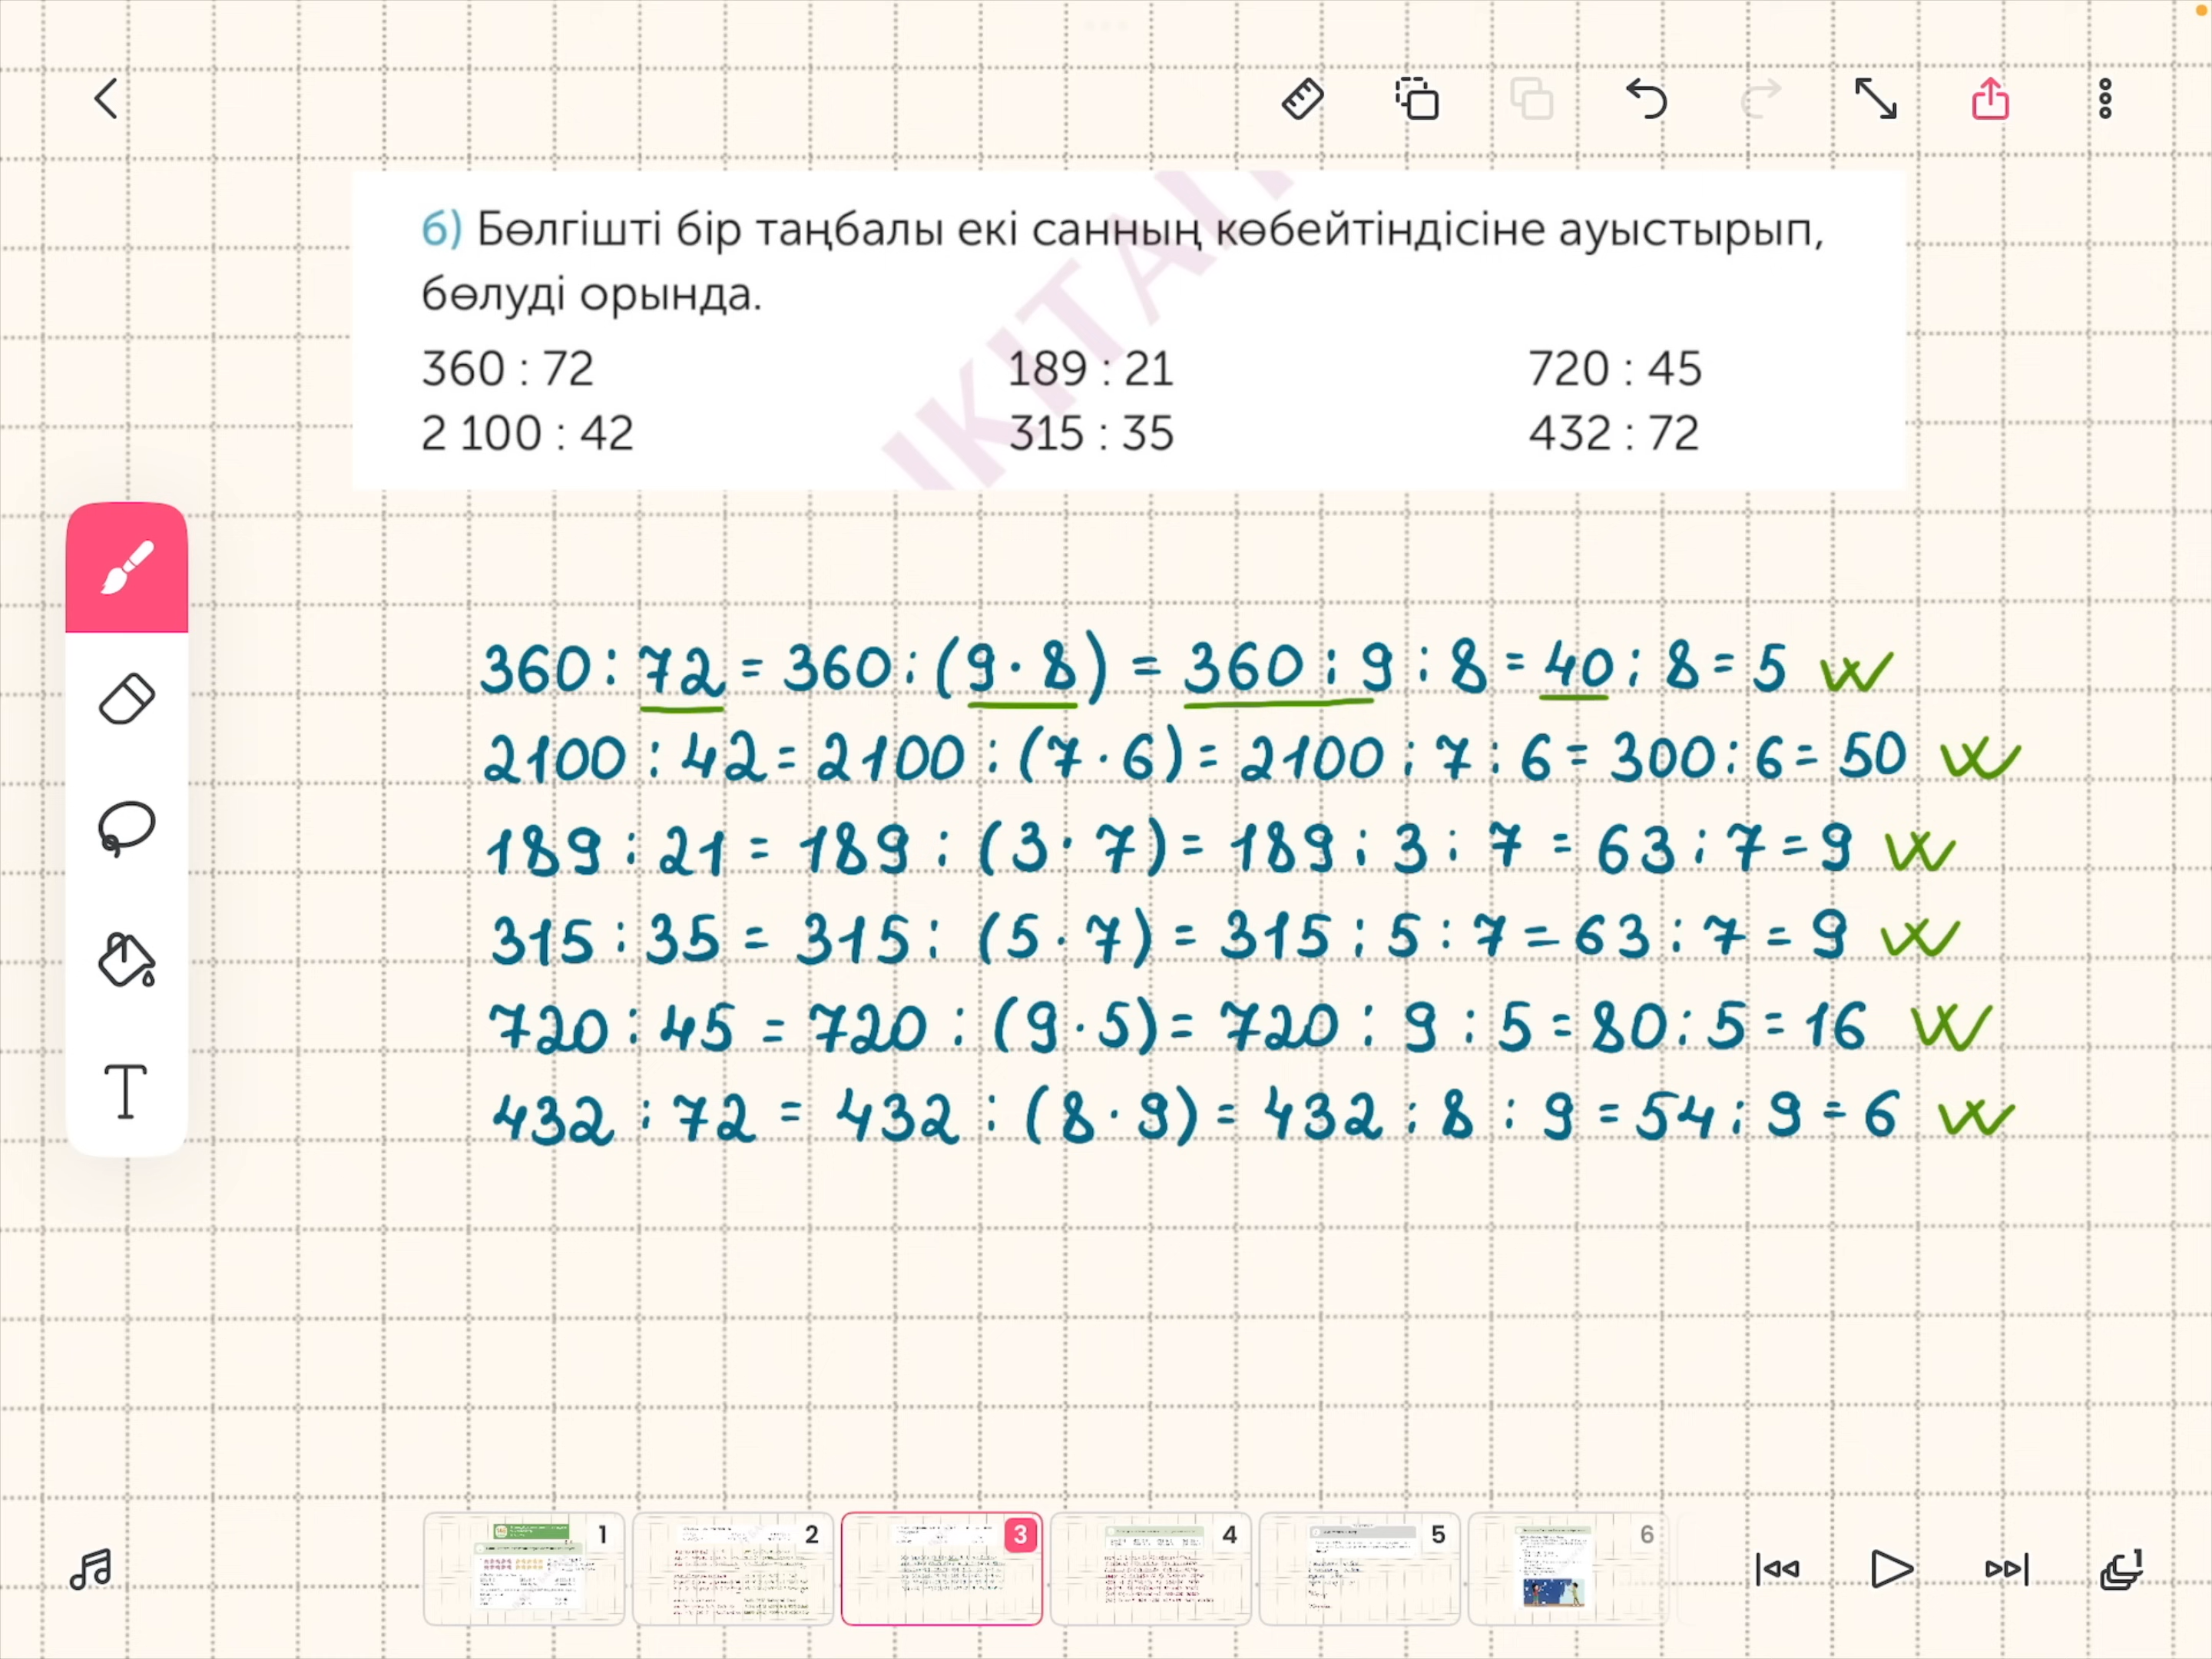 б) Бөлгішті бір таңбалы екі санның көбейтіндісіне ауыстырып,
бөлуді орында.
360 : 72 189 : 21 720 : 45
2 100 : 42 315 : 35 432 : 72
IKITAP
360 : 72 = 360 : (9 · 8) = 360 : 9 : 8 = 40 : 8 = 5
2100 : 42 = 2100 : (7 · 6) = 2100 : 7 : 6 = 300 : 6 = 50
189 : 21 = 189 : (3 · 7) = 189 : 3 : 7 = 63 : 7 = 9
315 : 35 = 315 : (5 · 7) = 315 : 5 : 7 = 63 : 7 = 9
720 : 45 = 720 : (9 · 5) = 720 : 9 : 5 = 80 : 5 = 16
432 : 72 = 432 : (8 · 9) = 432 : 8 : 9 = 54 : 9 = 6
T
1 2 3 4 5 6
1